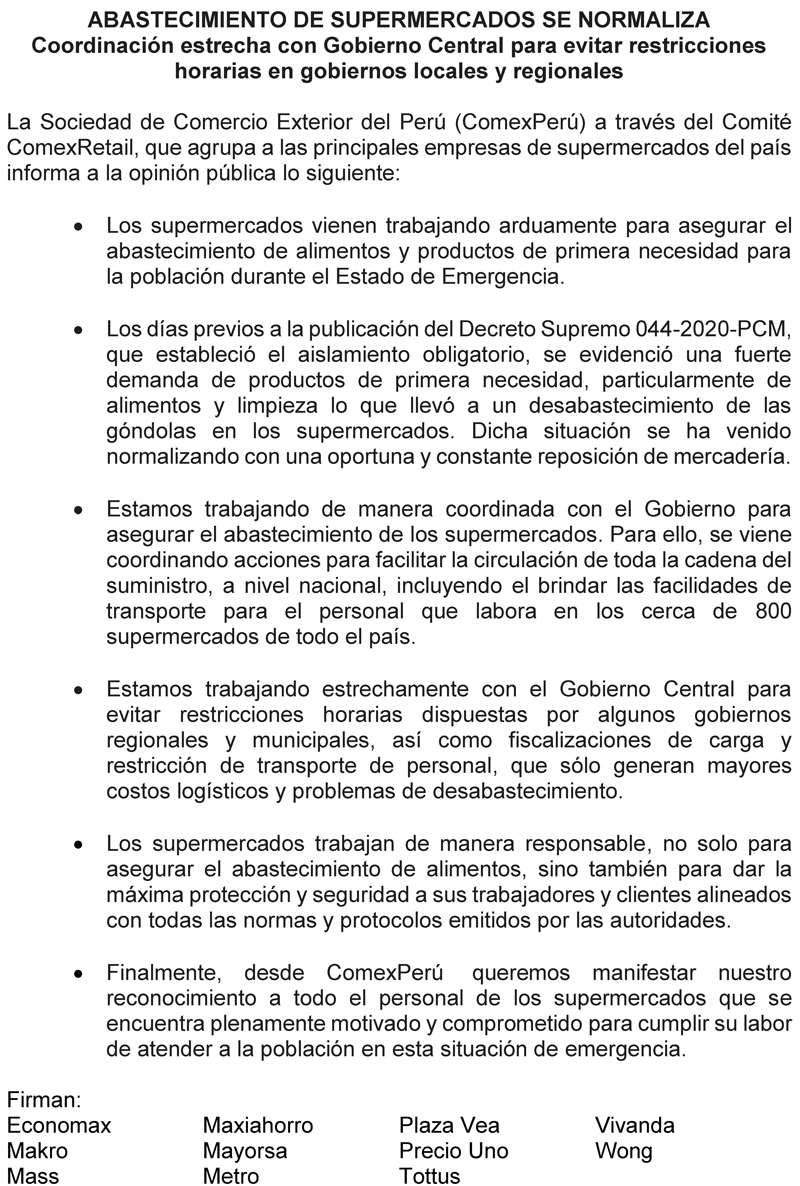 ABASTECIMIENTO DE SUPERMERCADOS SE NORMALIZA
Coordinación estrecha con Gobierno Central para evitar restricciones
horarias en gobiernos locales y regionales
La Sociedad de Comercio Exterior del Perú (ComexPerú) a través del Comité
ComexRetail, que agrupa a las principales empresas de supermercados del país
informa a la opinión pública lo siguiente:
• Los supermercados vienen trabajando arduamente para asegurar el
abastecimiento de alimentos y productos de primera necesidad para
la población durante el Estado de Emergencia.
• Los días previos a la publicación del Decreto Supremo 044-2020-PCM,
que estableció el aislamiento obligatorio, se evidenció una fuerte
demanda de productos de primera necesidad, particularmente de
alimentos y limpieza lo que llevó a un desabastecimiento de las
góndolas en los supermercados. Dicha situación se ha venido
normalizando con una oportuna y constante reposición de mercadería.
• Estamos trabajando de manera coordinada con el Gobierno para
asegurar el abastecimiento de los supermercados. Para ello, se viene
coordinando acciones para facilitar la circulación de toda la cadena del
suministro, a nivel nacional, incluyendo el brindar las facilidades de
transporte para el personal que labora en los cerca de 800
supermercados de todo el país.
• Estamos trabajando estrechamente con el Gobierno Central para
evitar restricciones horarias dispuestas por algunos gobiernos
regionales y municipales, así como fiscalizaciones de carga y
restricción de transporte de personal, que sólo generan mayores
costos logísticos y problemas de desabastecimiento.
• Los supermercados trabajan de manera responsable, no solo para
asegurar el abastecimiento de alimentos, sino también para dar la
máxima protección y seguridad a sus trabajadores y clientes alineados
con todas las normas y protocolos emitidos por las autoridades.
• Finalmente, desde ComexPerú queremos manifestar nuestro
reconocimiento a todo el personal de los supermercados que se
encuentra plenamente motivado y comprometido para cumplir su labor
de atender a la población en esta situación de emergencia.
Firman:
Economax Maxiahorro Plaza Vea Vivanda
Makro Mayorsa Precio Uno Wong
Mass Metro Tottus